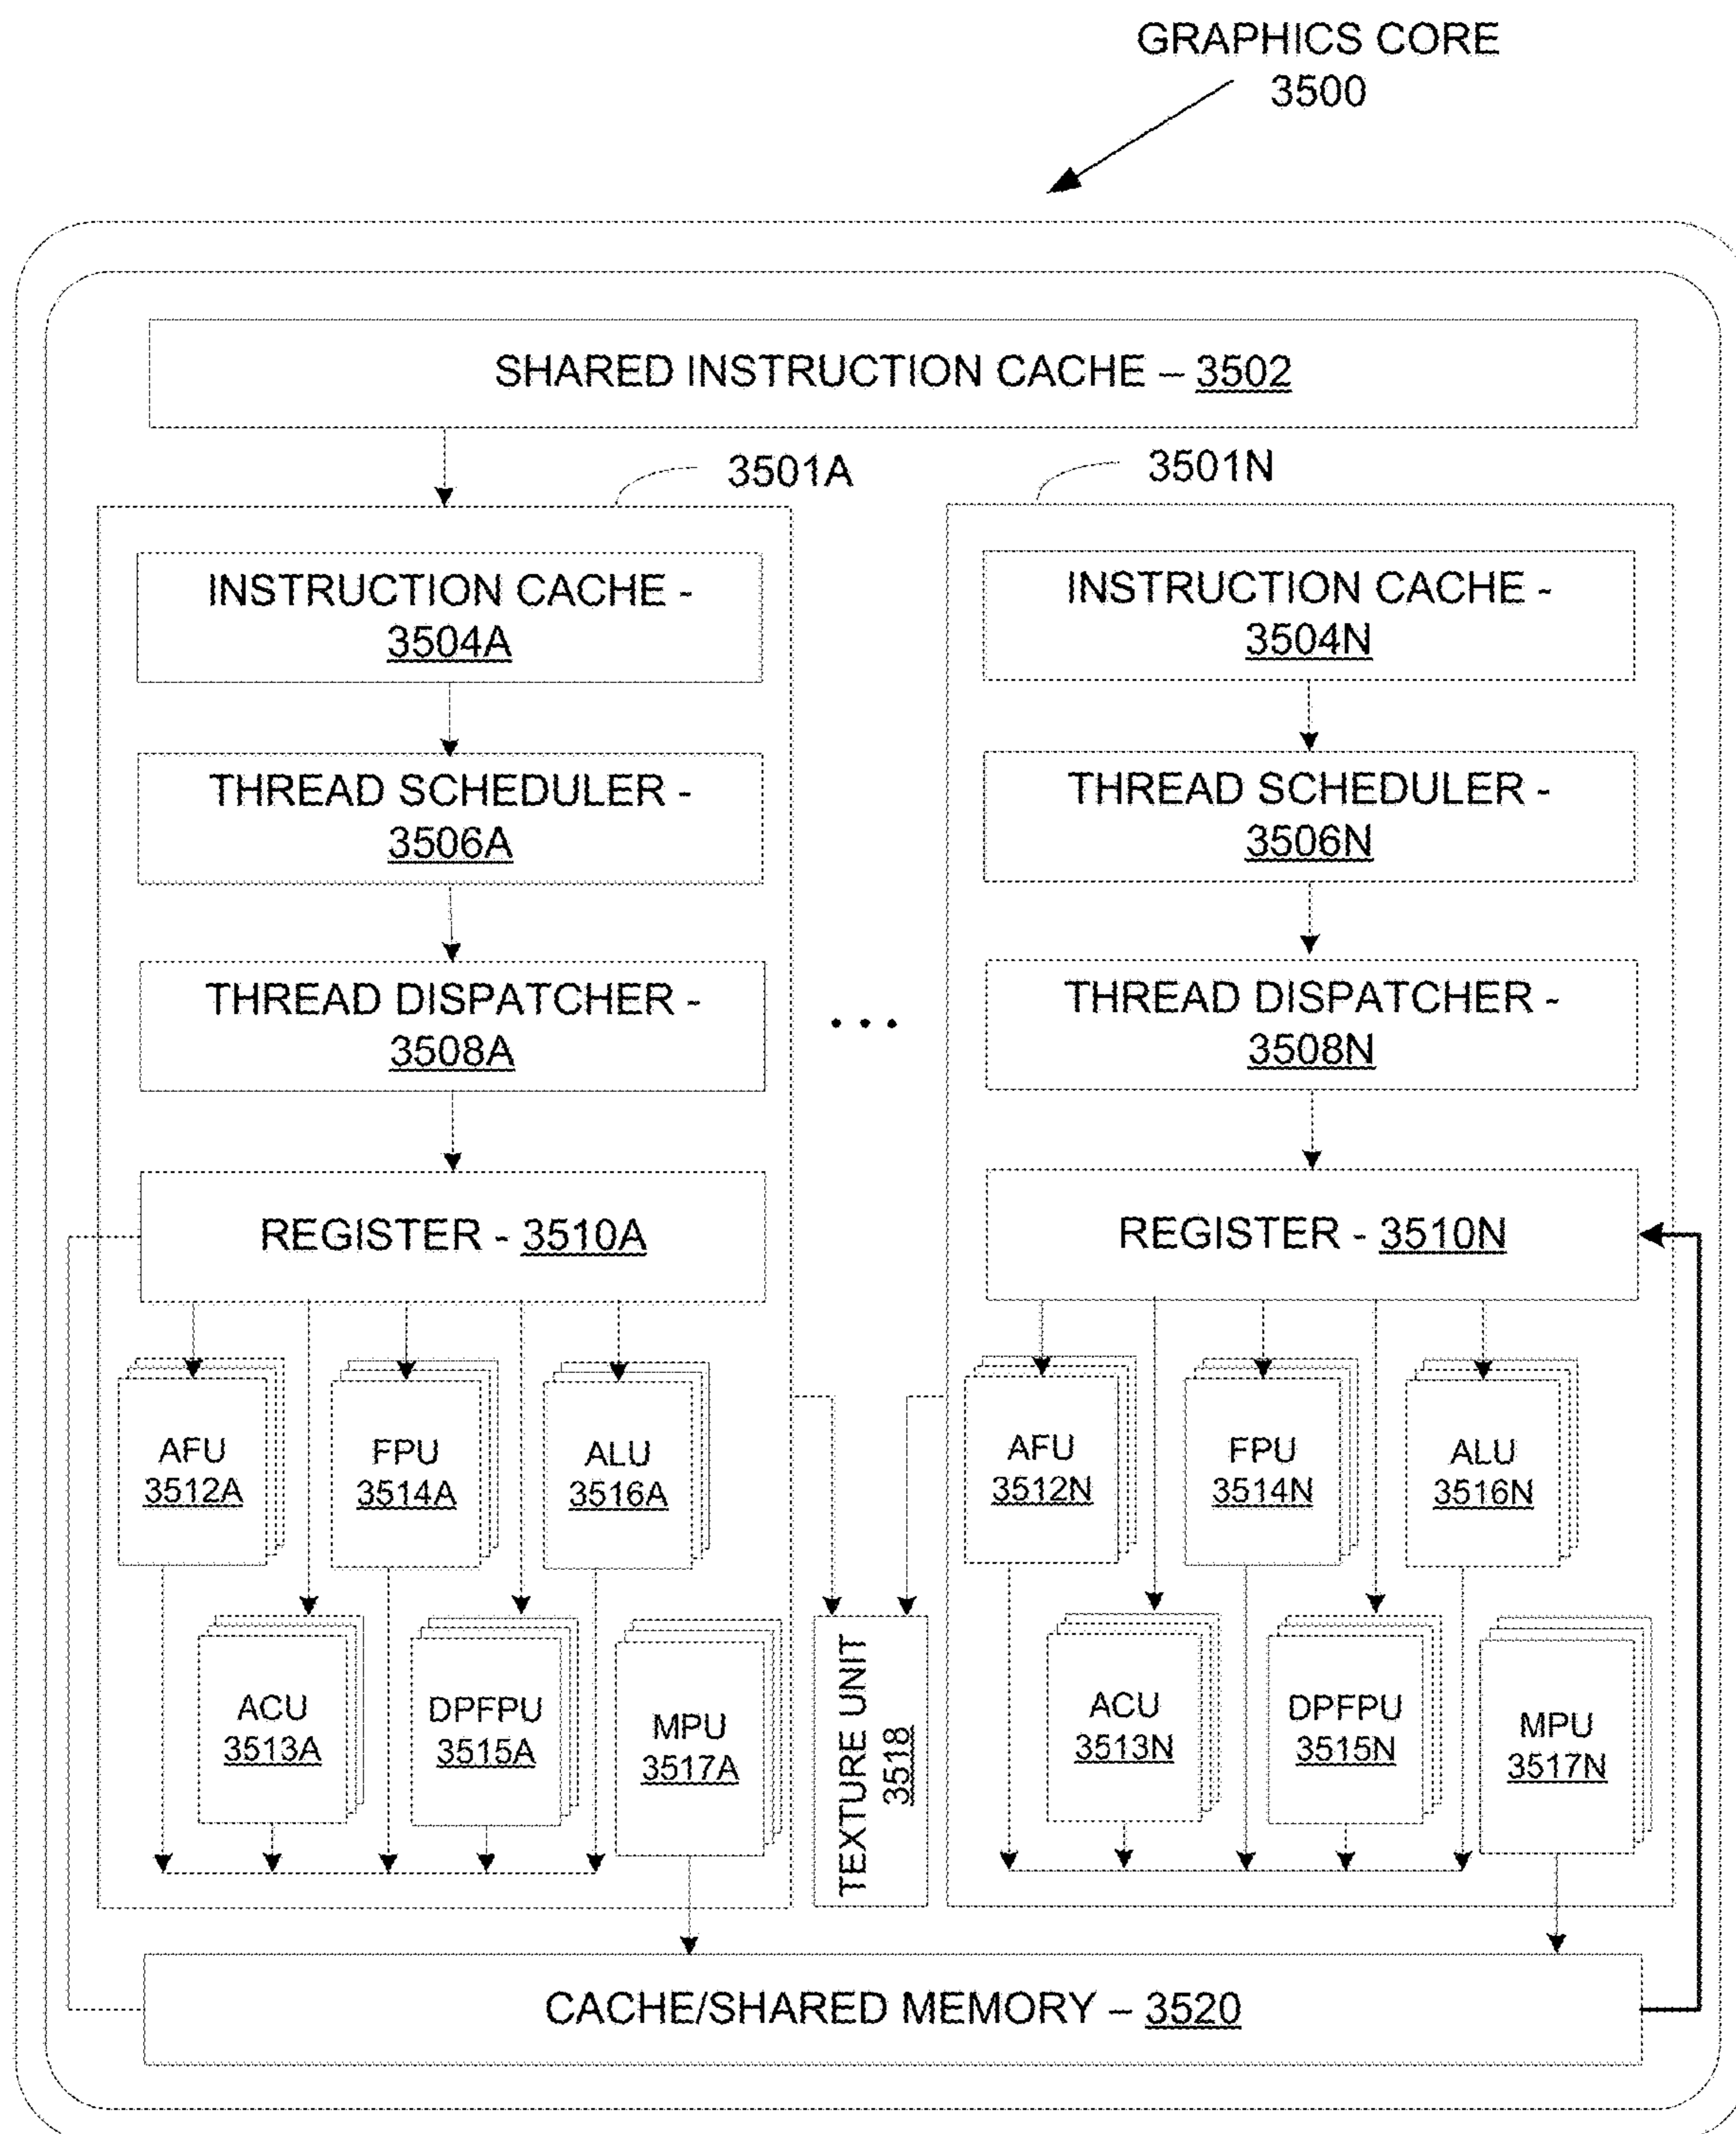 GRAPHICS CORE
3500
SHARED INSTRUCTION CACHE – 3502
3501A
3501N
INSTRUCTION CACHE -
3504A
THREAD SCHEDULER -
3506A
THREAD DISPATCHER -
3508A
REGISTER - 3510A
AFU
3512A
FPU
3514A
ALU
3516A
ACU
3513A
DPFPU
3515A
MPU
3517A
• • •
TEXTURE UNIT
3518
INSTRUCTION CACHE -
3504N
THREAD SCHEDULER -
3506N
THREAD DISPATCHER -
3508N
REGISTER - 3510N
AFU
3512N
FPU
3514N
ALU
3516N
ACU
3513N
DPFPU
3515N
MPU
3517N
CACHE/SHARED MEMORY – 3520